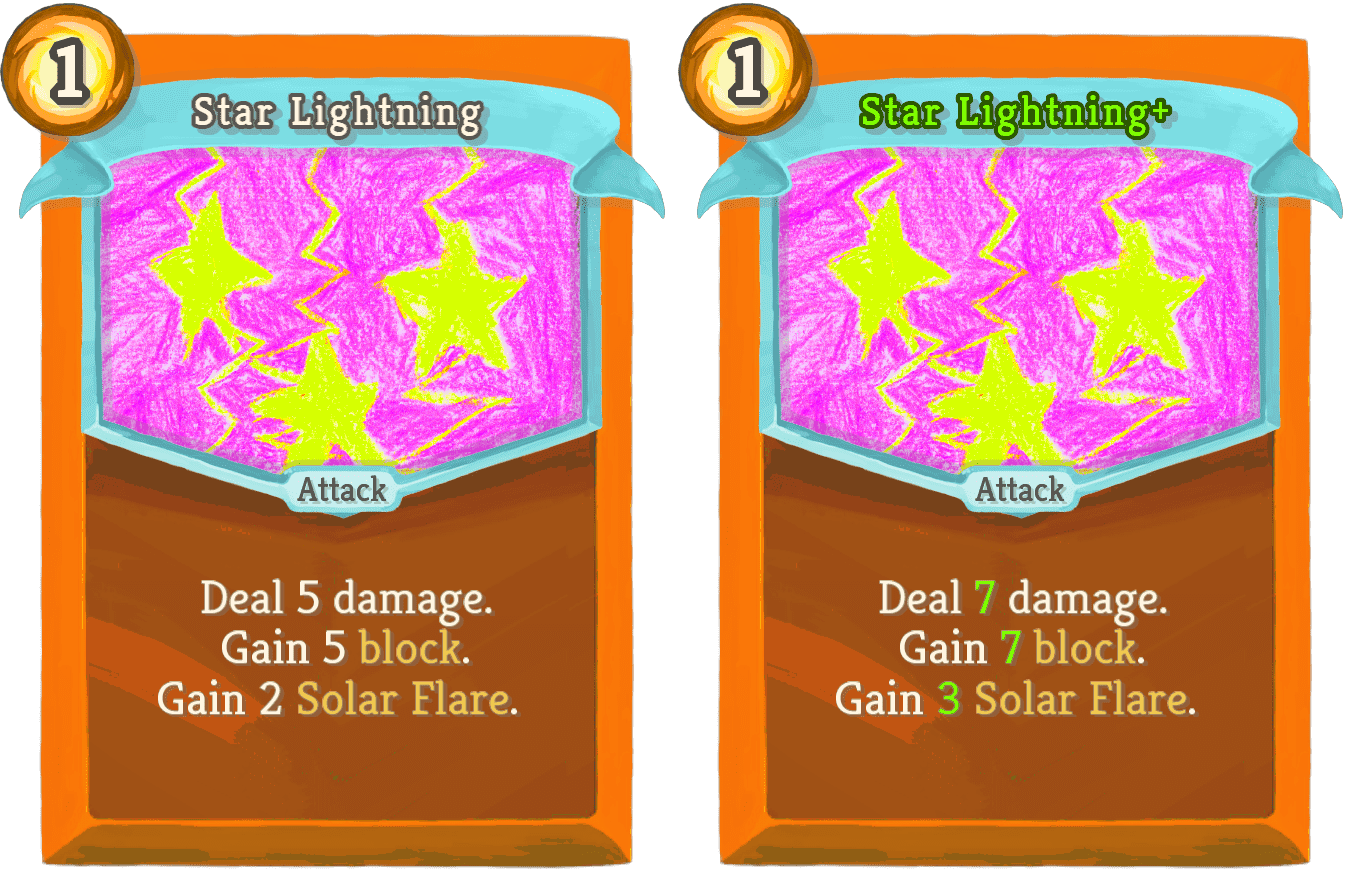 1
Star Lightning
Attack
Deal 5 damage.
Gain 5 block.
Gain 2 Solar Flare.
1
Star Lightning+
Attack
Deal 7 damage.
Gain 7 block.
Gain 3 Solar Flare.